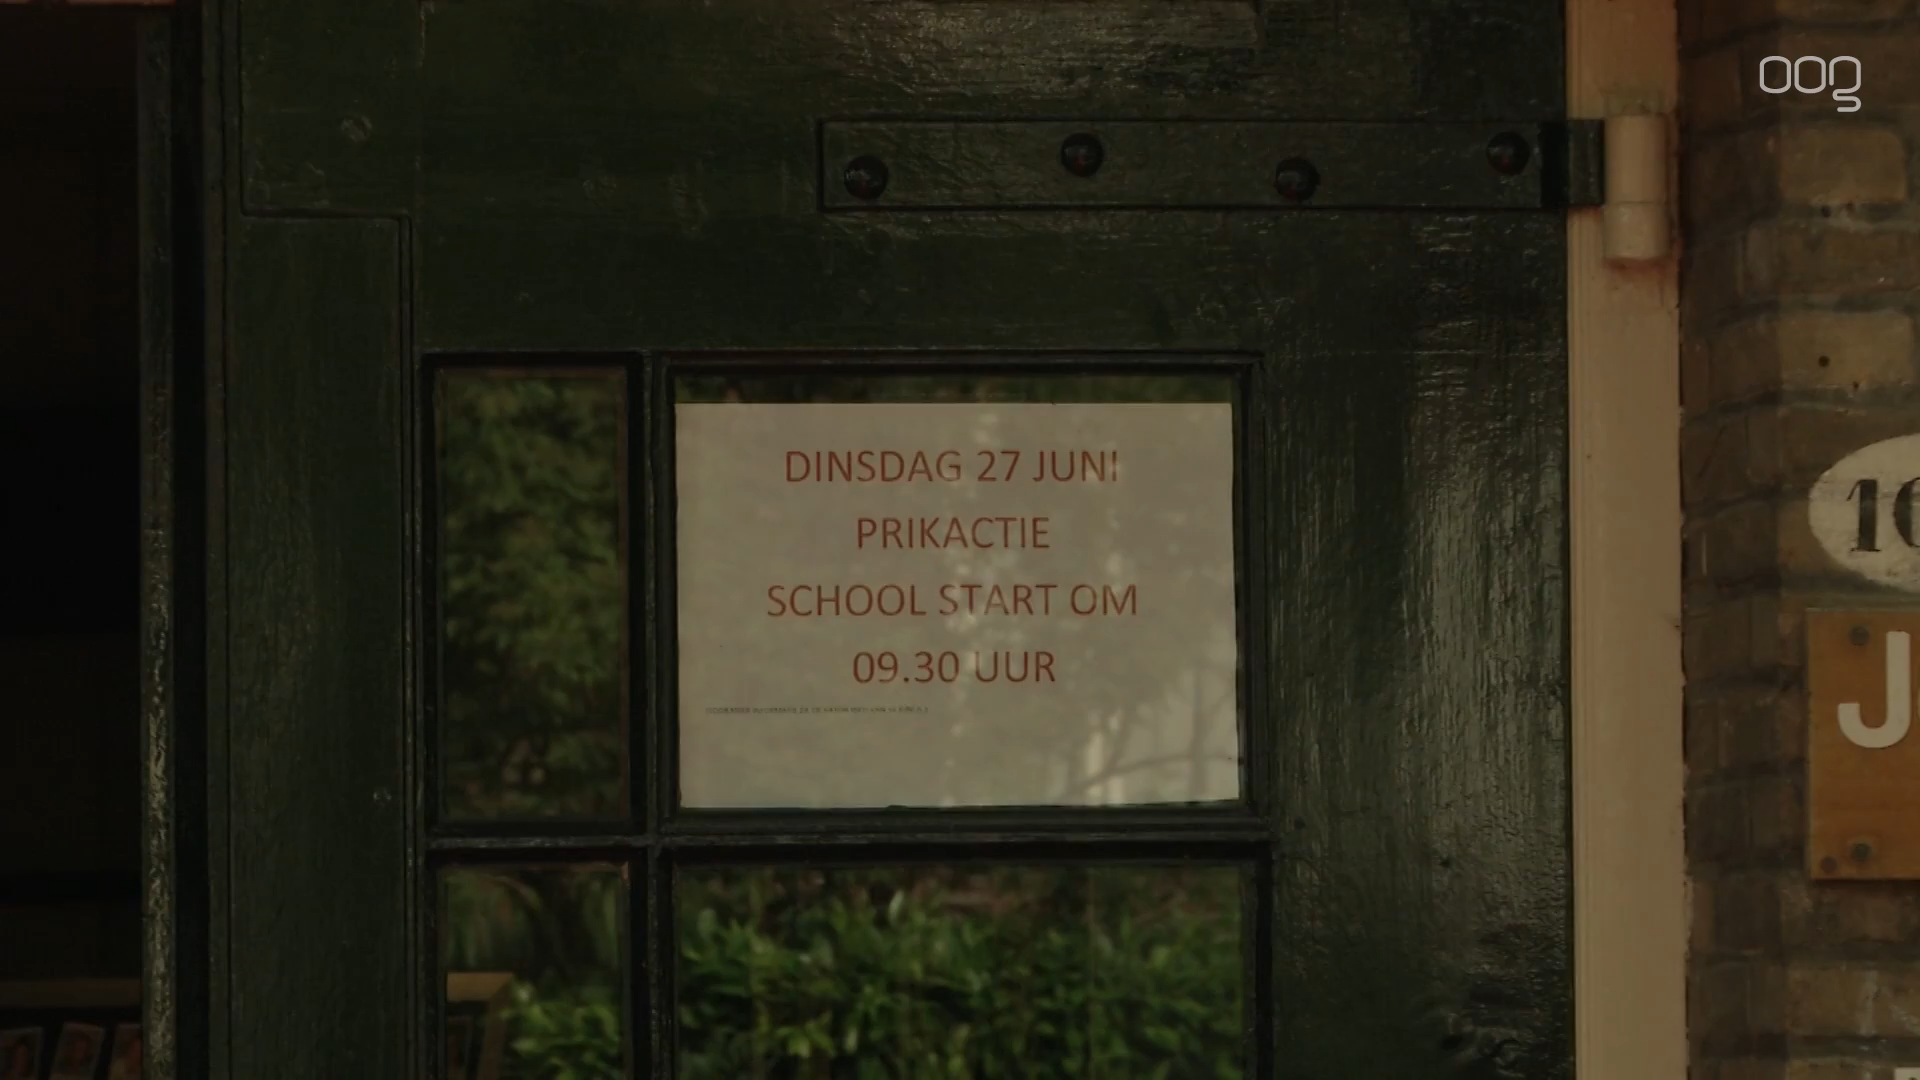 oog
DINSDAG 27 JUNI
PRIKACTIE
SCHOOL START OM
09.30 UUR